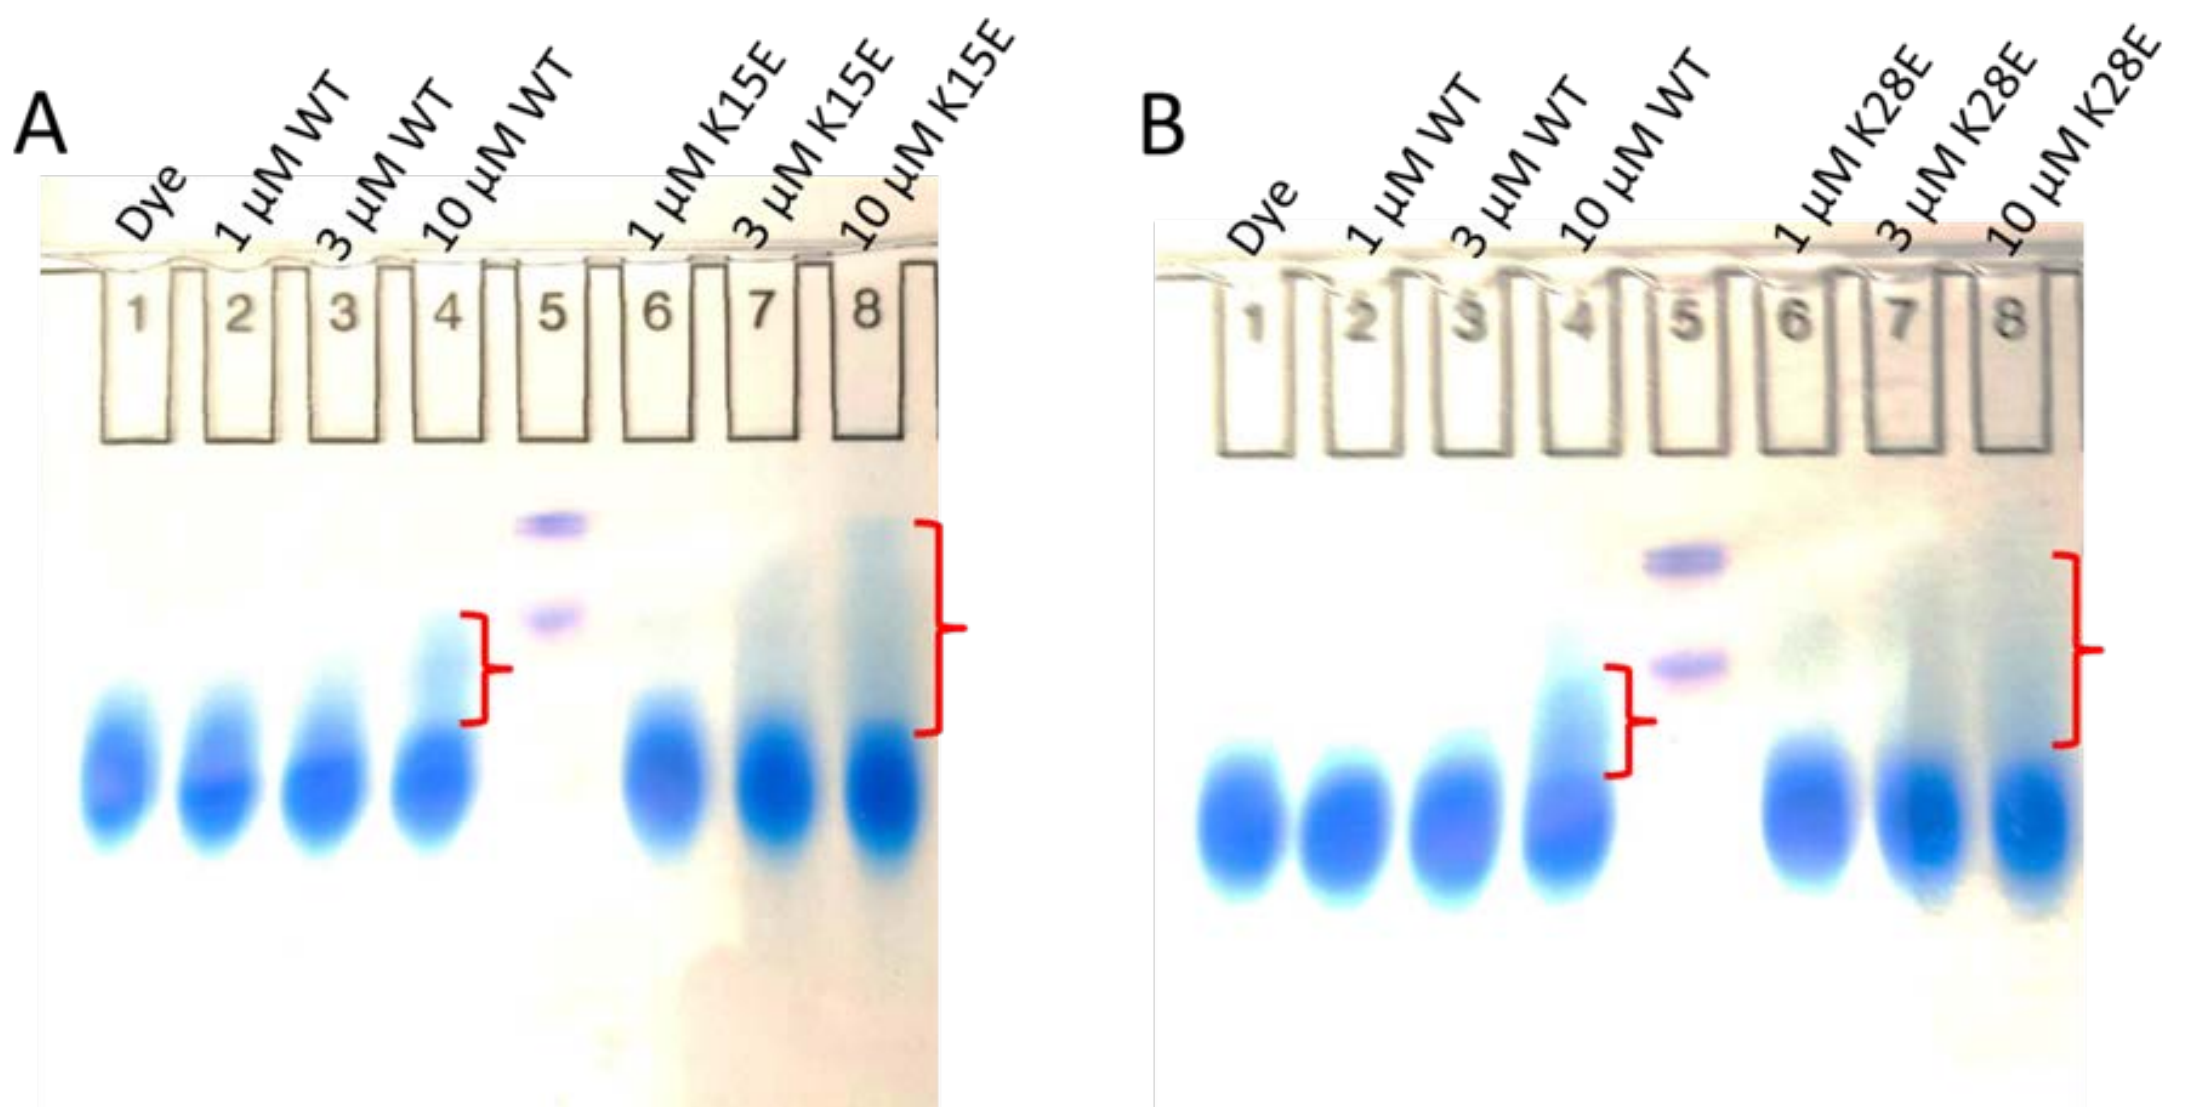 A
Dye
1 µM WT
3 µM WT
10 µM WT
1 µM K15E
3 µM K15E
10 µM K15E
1 2 3 4 5 6 7 8
B
Dye
1 µM WT
3 µM WT
10 µM WT
1 µM K28E
3 µM K28E
10 µM K28E
1 2 3 4 5 6 7 8